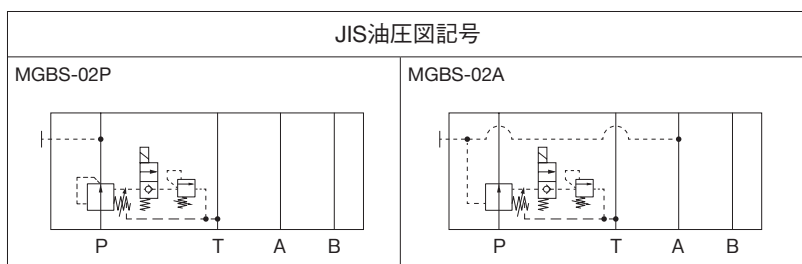 JIS油圧図記号
MGBS-02P
MGBS-02A
P T A B
P T A B